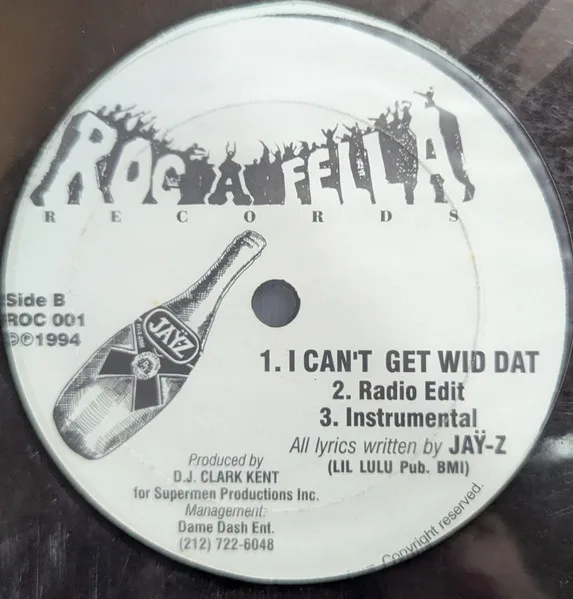 ROC A FELLA
RECORDS
Side B
ROC 001
©℗1994
JAYZ
1. I CAN'T GET WID DAT
2. Radio Edit
3. Instrumental
All lyrics written by JAŸ-Z
(LIL LULU Pub. BMI)
Produced by
D.J. CLARK KENT
for Supermen Productions Inc.
Management:
Dame Dash Ent.
(212) 722-6048
Copyright reserved.